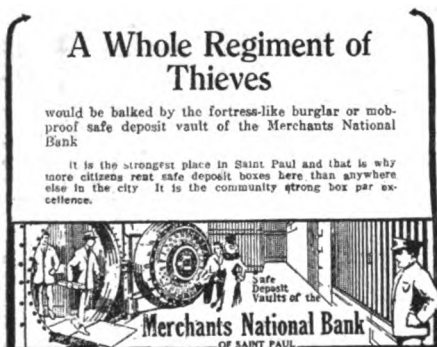 A Whole Regiment of
Thieves
would be balked by the fortress-like burglar or mob-
proof safe deposit vault of the Merchants National
Bank
It is the strongest place in Saint Paul and that is why
more citizens rent safe deposit boxes here than anywhere
else in the city It is the community strong box par ex-
cellence.
Safe
Deposit
Vaults of the
Merchants National Bank
OF SAINT PAUL